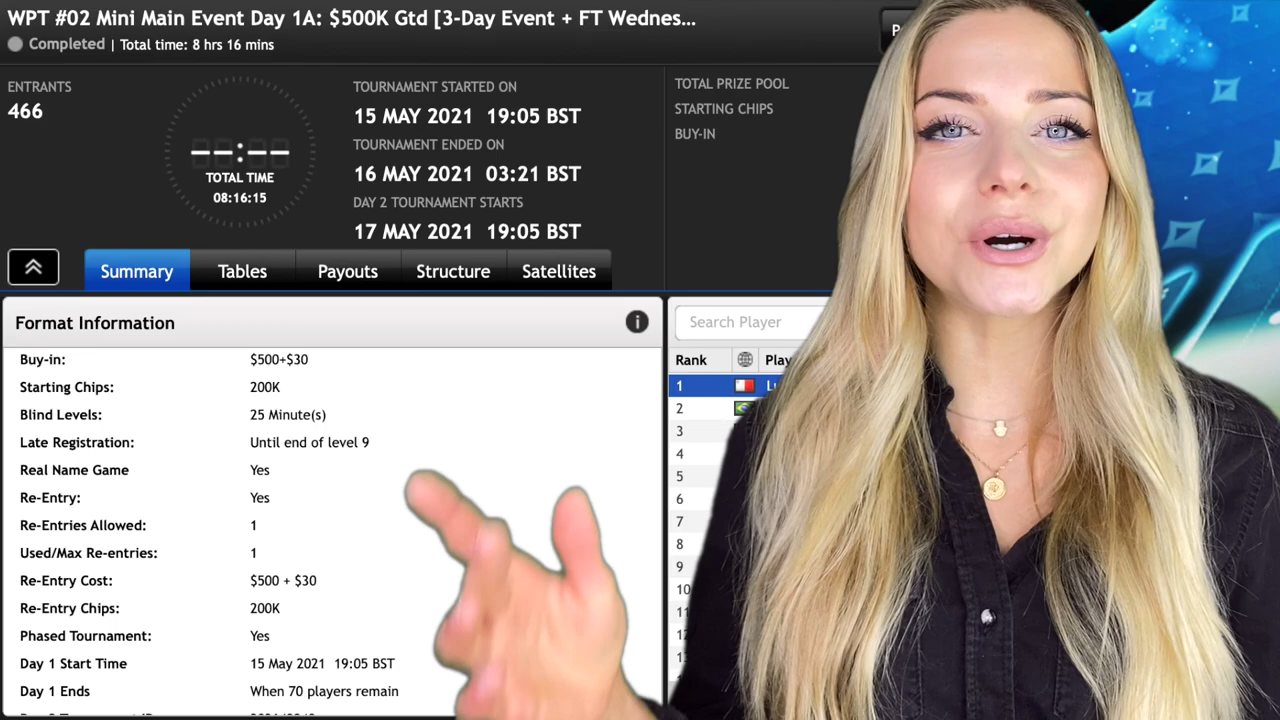 WPT #02 Mini Main Event Day 1A: $500K Gtd [3-Day Event + FT Wednes...
Completed | Total time: 8 hrs 16 mins
ENTRANTS
466
--:--
TOTAL TIME
08:16:15
TOURNAMENT STARTED ON
15 MAY 2021 19:05 BST
TOURNAMENT ENDED ON
16 MAY 2021 03:21 BST
DAY 2 TOURNAMENT STARTS
17 MAY 2021 19:05 BST
TOTAL PRIZE POOL
STARTING CHIPS
BUY-IN
Summary Tables Payouts Structure Satellites
Format Information
Buy-in: $500+$30
Starting Chips: 200K
Blind Levels: 25 Minute(s)
Late Registration: Until end of level 9
Real Name Game Yes
Re-Entry: Yes
Re-Entries Allowed: 1
Used/Max Re-entries: 1
Re-Entry Cost: $500 + $30
Re-Entry Chips: 200K
Phased Tournament: Yes
Day 1 Start Time 15 May 2021 19:05 BST
Day 1 Ends When 70 players remain
Search Player
Rank Play
1
2
3
4
5
6
7
8
9
10